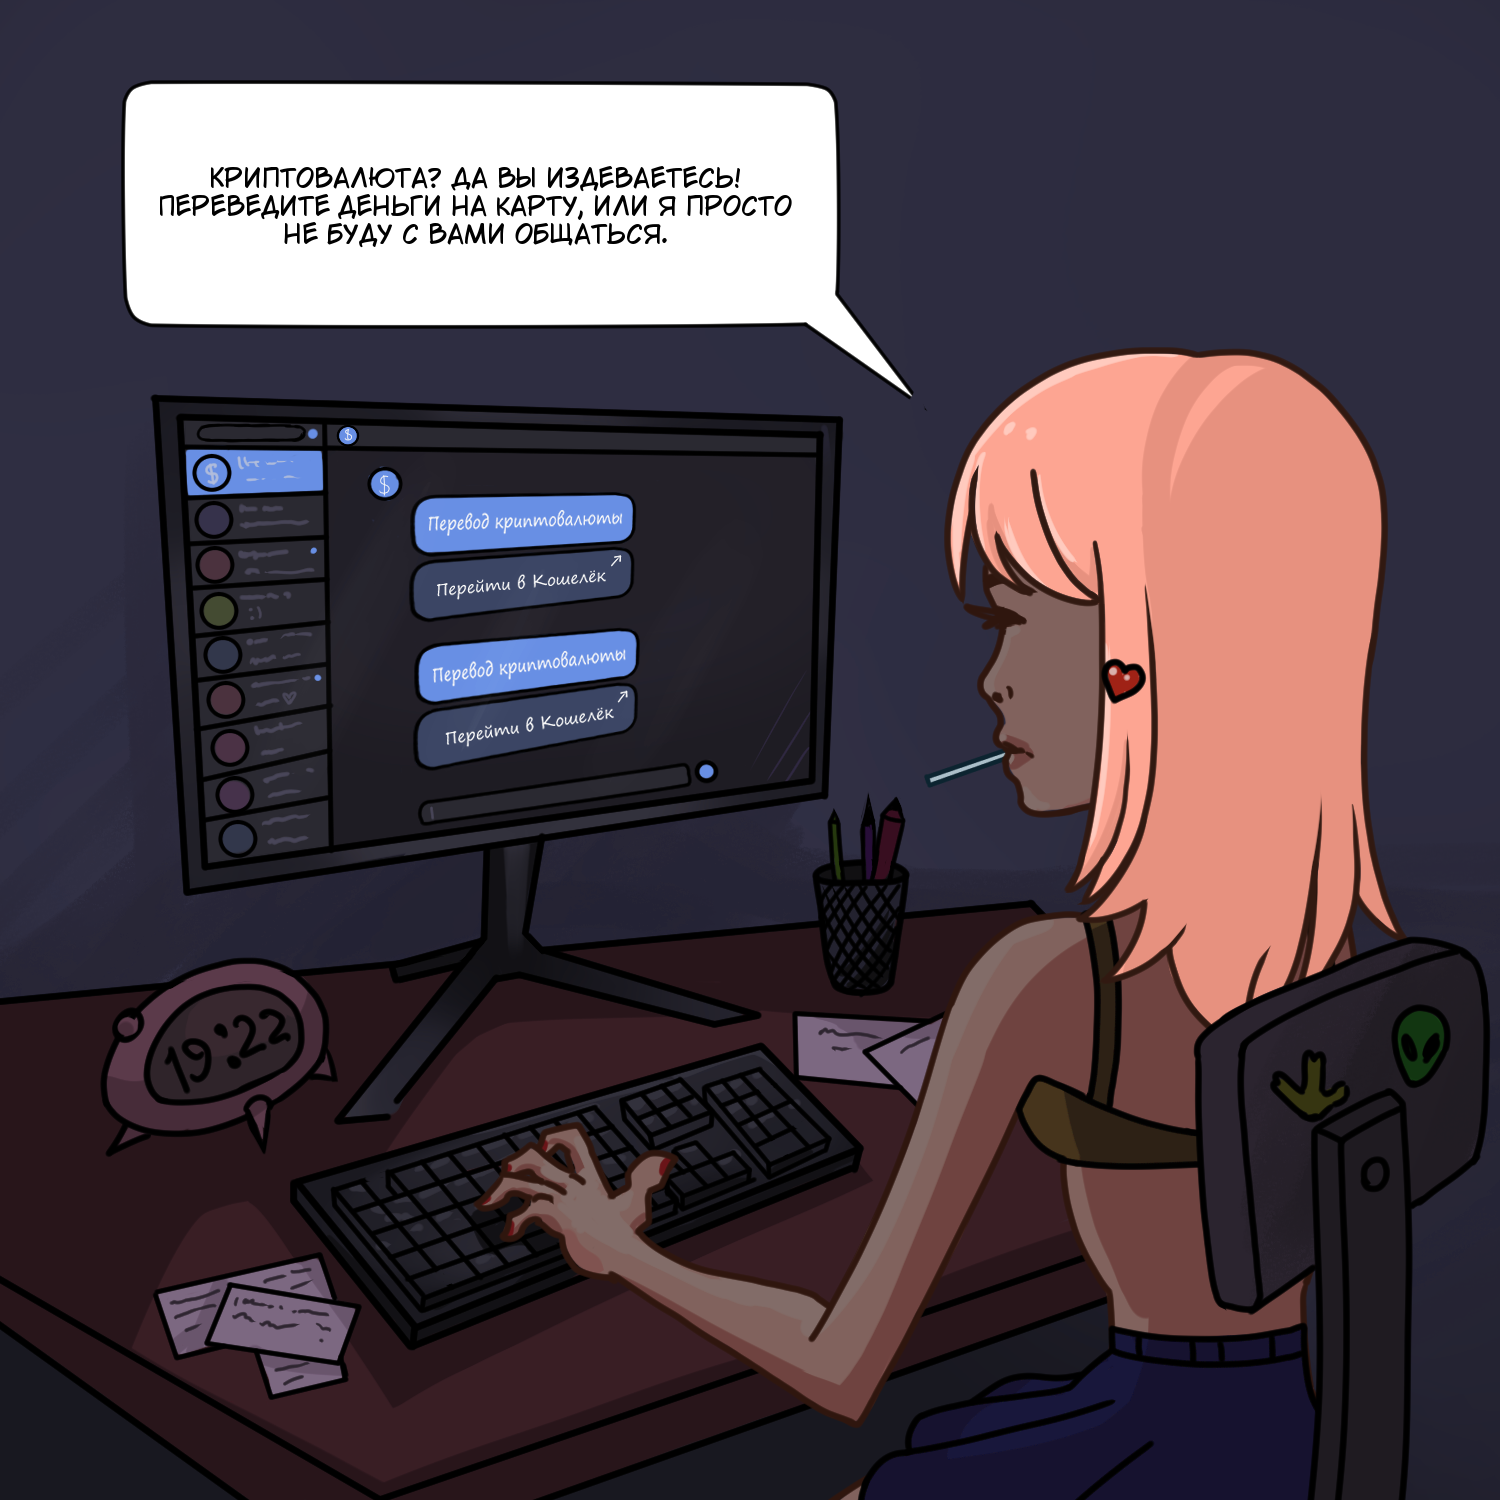 КРИПТОВАЛЮТА? ДА ВЫ ИЗДЕВАЕТЕСЬ!
ПЕРЕВЕДИТЕ ДЕНЬГИ НА КАРТУ, ИЛИ Я ПРОСТО
НЕ БУДУ С ВАМИ ОБЩАТЬСЯ.
$
$
$
Перевод криптовалюты
Перейти в Кошелёк
:)
Перевод криптовалюты
Перейти в Кошелёк
19:22